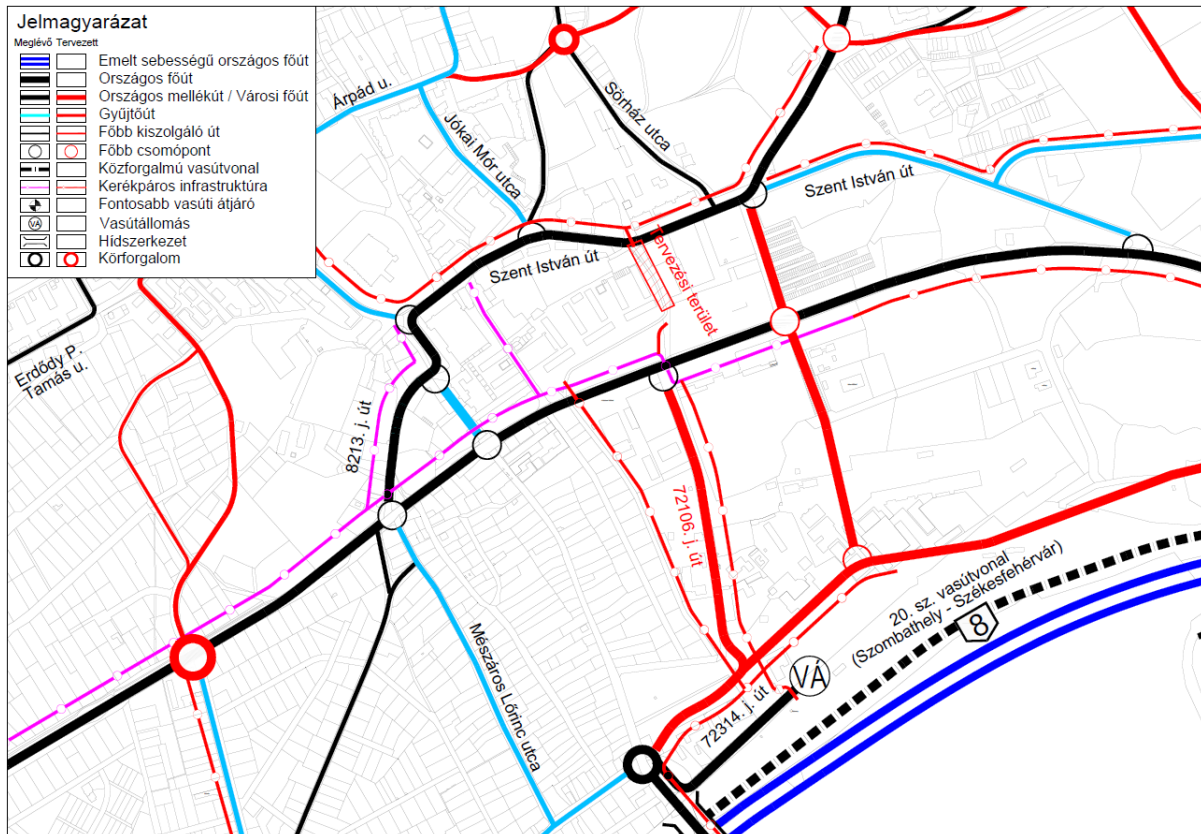 Jelmagyarázat
Meglévő Tervezett
Emelt sebességű országos főút
Országos főút
Országos mellékút / Városi főút
Gyűjtőút
Főbb kiszolgáló út
Főbb csomópont
Közforgalmú vasútvonal
Kerékpáros infrastruktúra
Fontosabb vasúti átjáró
VÁ Vasútállomás
Hídszerkezet
Körforgalom
Árpád u.
Jókai Mór utca
Sörház utca
Szent István út
Szent István út
Tervezési terület
Erdődy P.
Tamás u.
8213. j. út
72106. j. út
Mészáros Lőrinc utca
72314. j. út
VÁ
20. sz. vasútvonal
(Szombathely - Székesfehérvár)
8